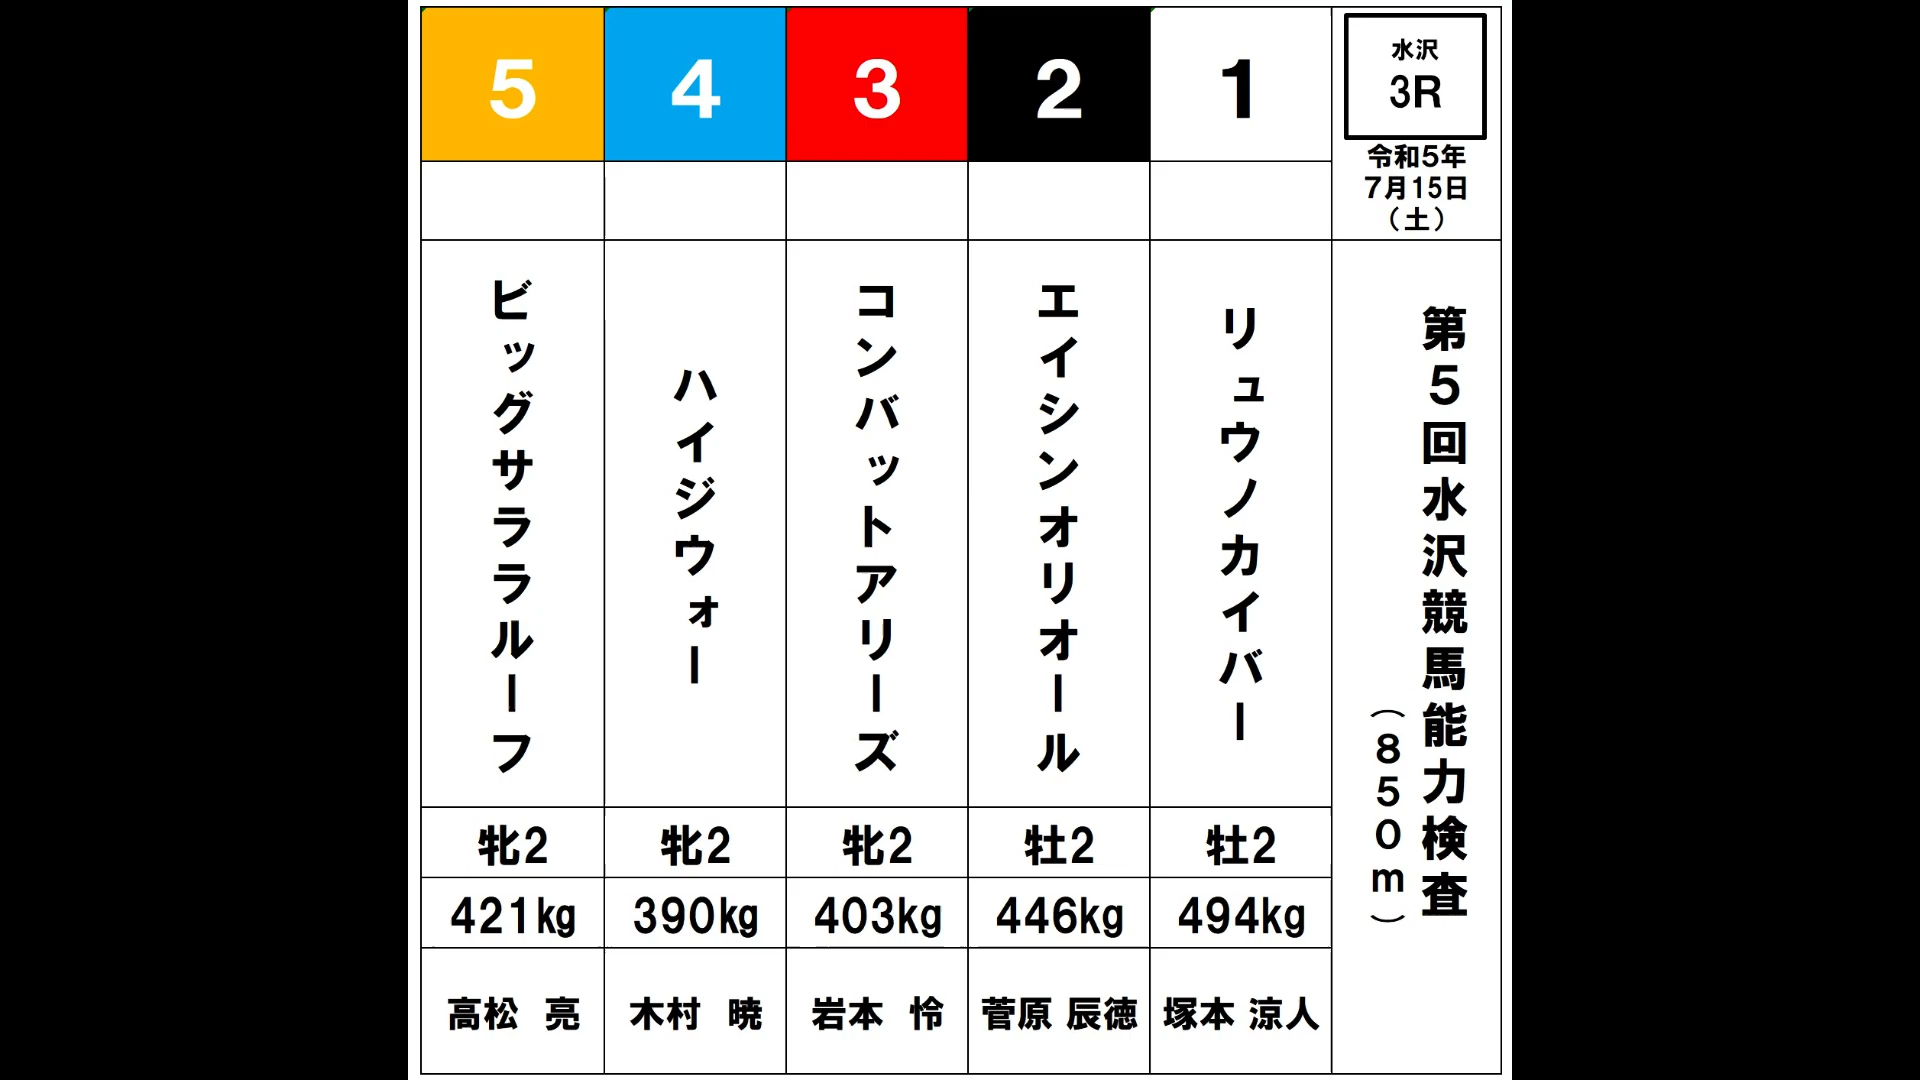 水沢
3R
令和5年
7月15日
（土）
第5回水沢競馬能力検査
（850m）
1
リュウノカイバー
牡2
494kg
塚本 涼人
2
エイシンオリオール
牡2
446kg
菅原 辰徳
3
コンバットアリーズ
牝2
403kg
岩本 怜
4
ハイジウォー
牝2
390kg
木村 暁
5
ビッグサララルーフ
牝2
421kg
高松 亮